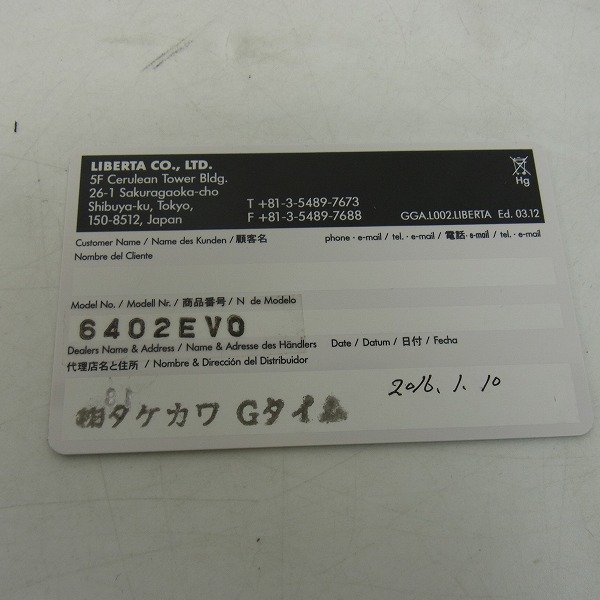 LIBERTA CO., LTD.
5F Cerulean Tower Bldg.
26-1 Sakuragaoka-cho
Shibuya-ku, Tokyo,
150-8512, Japan
T +81-3-5489-7673
F +81-3-5489-7688
Hg
GGA.L002.LIBERTA Ed. 03.12
Customer Name / Name des Kunden / 顧客名
Nombre del Cliente
phone · e-mail / tel. · e-mail / 電話· e-mail / tel. · e-mail
Model No. / Modell Nr. / 商品番号 / N de Modelo
6402EVO
Dealers Name & Address / Name & Adresse des Händlers
代理店名と住所 / Nombre & Dirección del Distribuidor
Date / Datum / 日付 / Fecha
2016. 1. 10
㈱タケカワ Gタイム